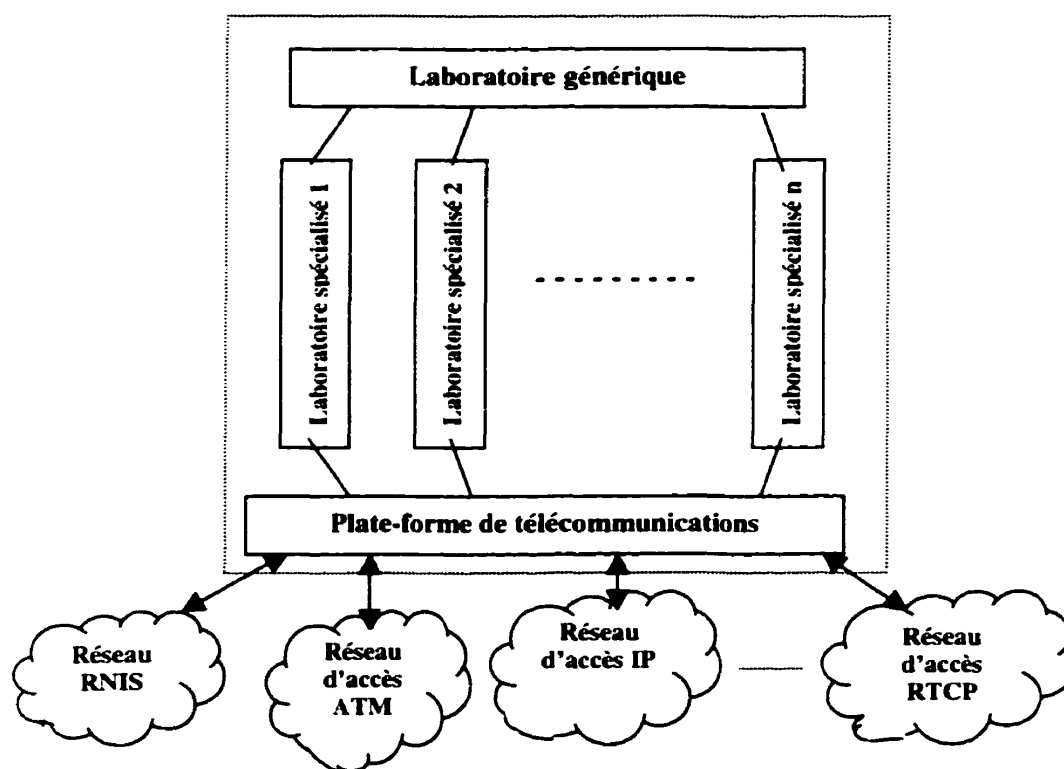 Laboratoire générique
Laboratoire spécialisé 1
Laboratoire spécialisé 2
Laboratoire spécialisé n
Plate-forme de télécommunications
Réseau
RNIS
Réseau
d'accès
ATM
Réseau
d'accès IP
Réseau
d'accès
RTCP